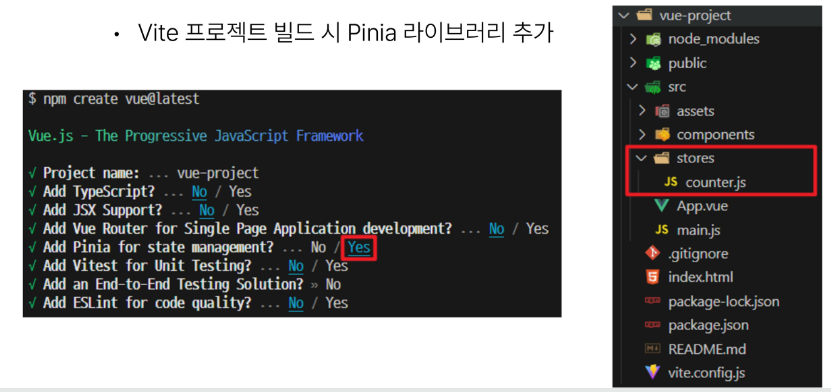 • Vite 프로젝트 빌드 시 Pinia 라이브러리 추가
$ npm create vue@latest
Vue.js - The Progressive JavaScript Framework
√ Project name: ... vue-project
√ Add TypeScript? ... No / Yes
√ Add JSX Support? ... No / Yes
√ Add Vue Router for Single Page Application development? ... No / Yes
√ Add Pinia for state management? ... No / Yes
√ Add Vitest for Unit Testing? ... No / Yes
√ Add an End-to-End Testing Solution? » No
√ Add ESLint for code quality? ... No / Yes
vue-project
node_modules
public
src
assets
components
stores
JS counter.js
App.vue
JS main.js
.gitignore
index.html
package-lock.json
package.json
README.md
vite.config.js